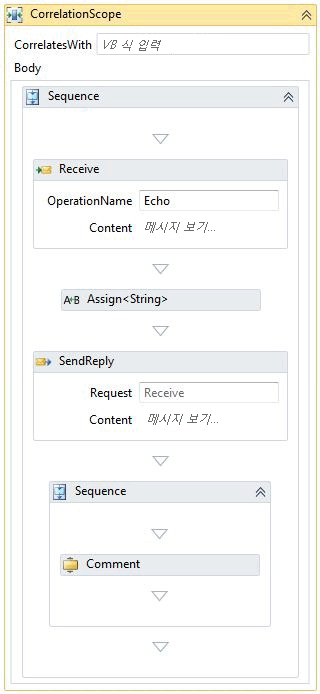 CorrelationScope
CorrelatesWith VB 식 입력
Body
Sequence
Receive
OperationName Echo
Content 메시지 보기...
A+B Assign<String>
SendReply
Request Receive
Content 메시지 보기...
Sequence
Comment